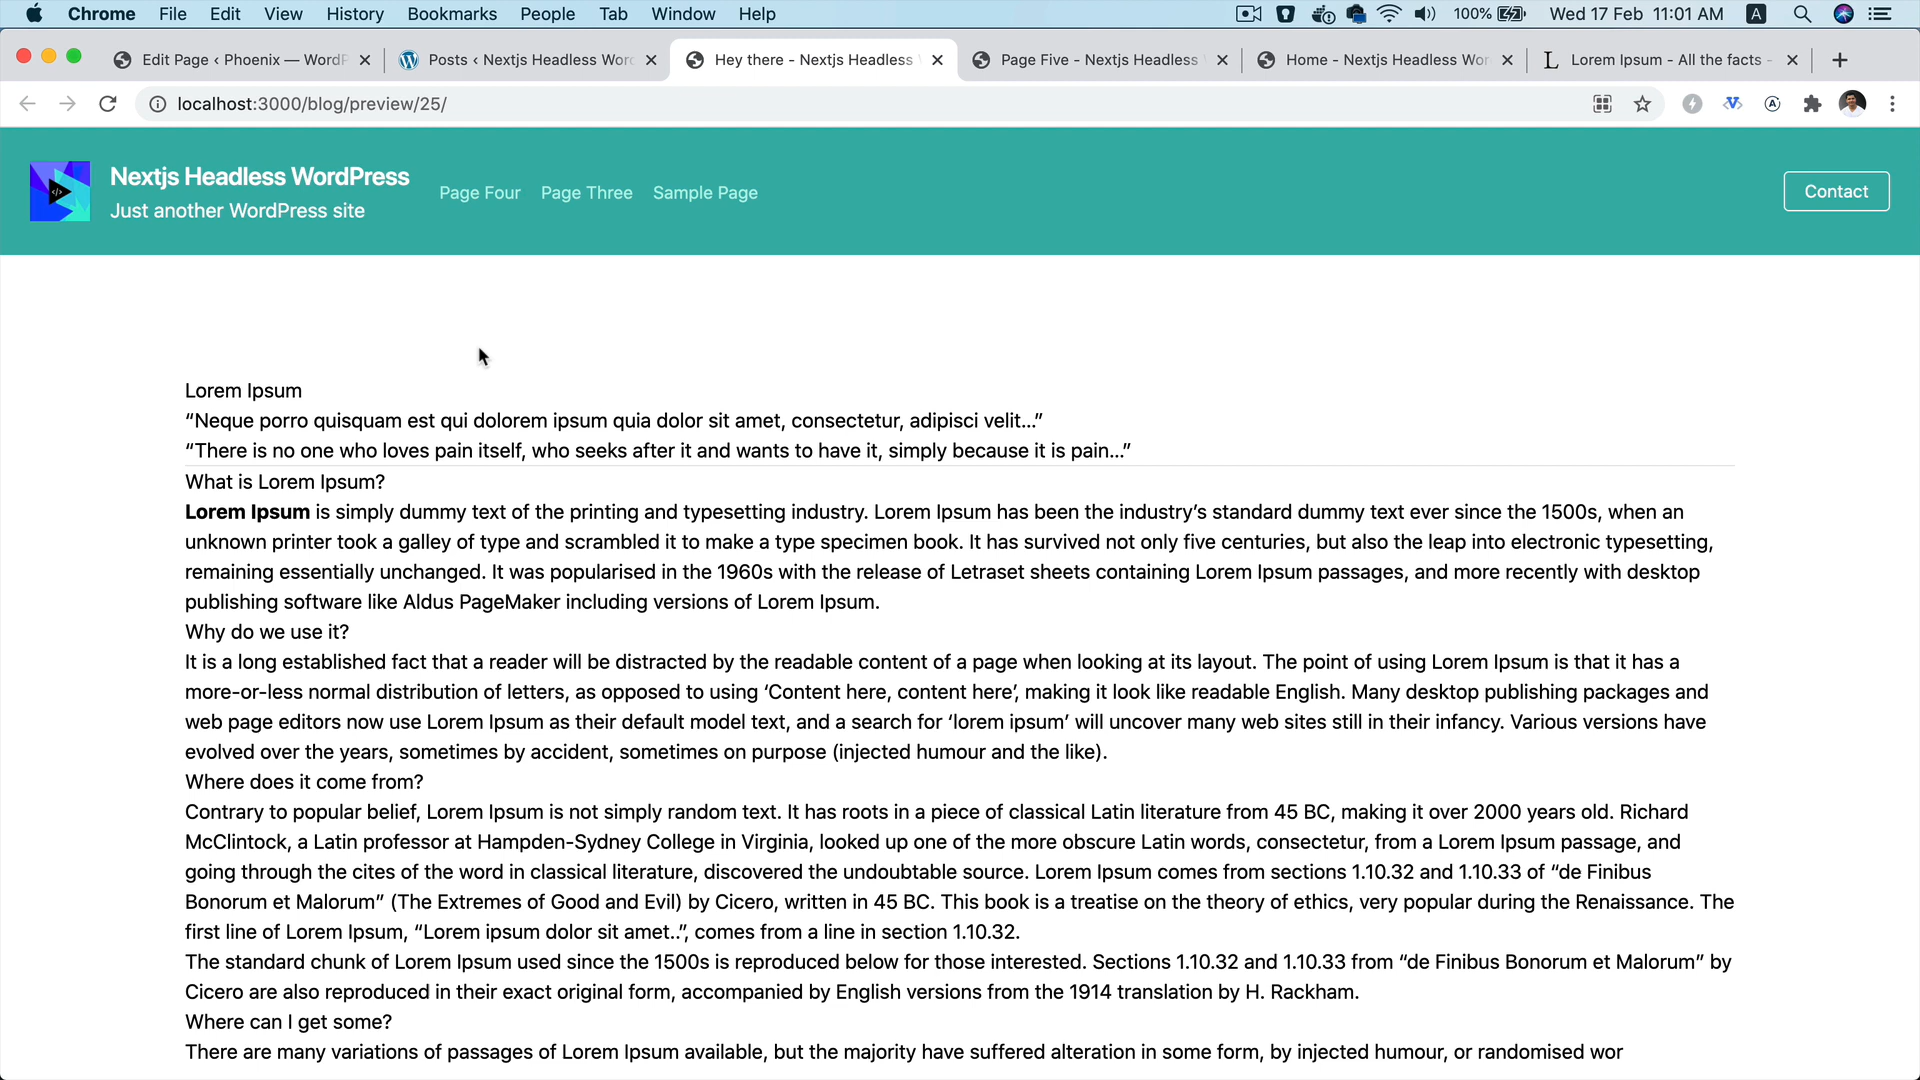 Chrome File Edit View History Bookmarks People Tab Window Help 100% Wed 17 Feb 11:01 AM A
Edit Page ‹ Phoenix — WordP Posts ‹ Nextjs Headless Wor Hey there - Nextjs Headless Page Five - Nextjs Headless Home - Nextjs Headless Wor L Lorem Ipsum - All the facts -
localhost:3000/blog/preview/25/
Nextjs Headless WordPress
Just another WordPress site
Page Four Page Three Sample Page
Contact
Lorem Ipsum
“Neque porro quisquam est qui dolorem ipsum quia dolor sit amet, consectetur, adipisci velit…”
“There is no one who loves pain itself, who seeks after it and wants to have it, simply because it is pain…”
What is Lorem Ipsum?
Lorem Ipsum is simply dummy text of the printing and typesetting industry. Lorem Ipsum has been the industry’s standard dummy text ever since the 1500s, when an
unknown printer took a galley of type and scrambled it to make a type specimen book. It has survived not only five centuries, but also the leap into electronic typesetting,
remaining essentially unchanged. It was popularised in the 1960s with the release of Letraset sheets containing Lorem Ipsum passages, and more recently with desktop
publishing software like Aldus PageMaker including versions of Lorem Ipsum.
Why do we use it?
It is a long established fact that a reader will be distracted by the readable content of a page when looking at its layout. The point of using Lorem Ipsum is that it has a
more-or-less normal distribution of letters, as opposed to using ‘Content here, content here’, making it look like readable English. Many desktop publishing packages and
web page editors now use Lorem Ipsum as their default model text, and a search for ‘lorem ipsum’ will uncover many web sites still in their infancy. Various versions have
evolved over the years, sometimes by accident, sometimes on purpose (injected humour and the like).
Where does it come from?
Contrary to popular belief, Lorem Ipsum is not simply random text. It has roots in a piece of classical Latin literature from 45 BC, making it over 2000 years old. Richard
McClintock, a Latin professor at Hampden-Sydney College in Virginia, looked up one of the more obscure Latin words, consectetur, from a Lorem Ipsum passage, and
going through the cites of the word in classical literature, discovered the undoubtable source. Lorem Ipsum comes from sections 1.10.32 and 1.10.33 of “de Finibus
Bonorum et Malorum” (The Extremes of Good and Evil) by Cicero, written in 45 BC. This book is a treatise on the theory of ethics, very popular during the Renaissance. The
first line of Lorem Ipsum, “Lorem ipsum dolor sit amet..”, comes from a line in section 1.10.32.
The standard chunk of Lorem Ipsum used since the 1500s is reproduced below for those interested. Sections 1.10.32 and 1.10.33 from “de Finibus Bonorum et Malorum” by
Cicero are also reproduced in their exact original form, accompanied by English versions from the 1914 translation by H. Rackham.
Where can I get some?
There are many variations of passages of Lorem Ipsum available, but the majority have suffered alteration in some form, by injected humour, or randomised wor